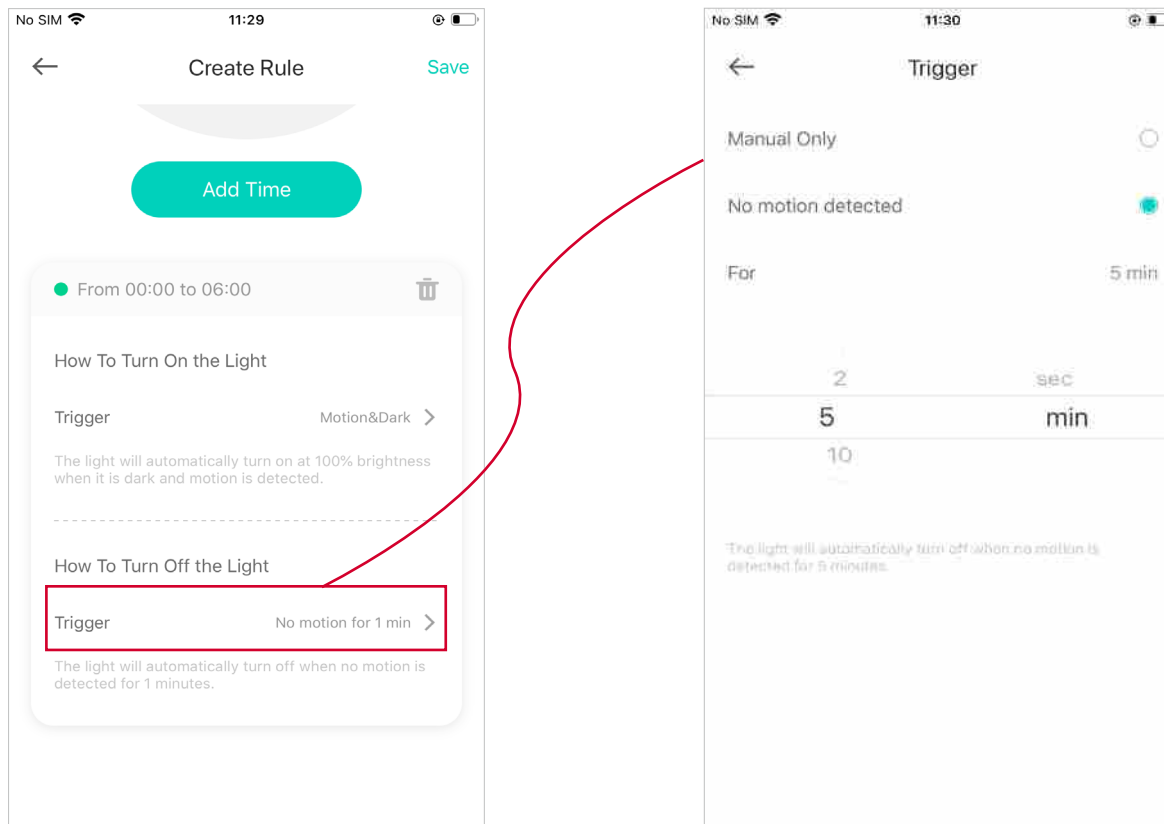 No SIM 11:29
Create Rule Save
Add Time
From 00:00 to 06:00
How To Turn On the Light
Trigger Motion&Dark
The light will automatically turn on at 100% brightness
when it is dark and motion is detected.
How To Turn Off the Light
Trigger No motion for 1 min
The light will automatically turn off when no motion is
detected for 1 minutes.
No SIM 11:30
Trigger
Manual Only
No motion detected
For 5 min
2 sec
5 min
10
The light will automatically turn off when no motion is
detected for 5 minutes.